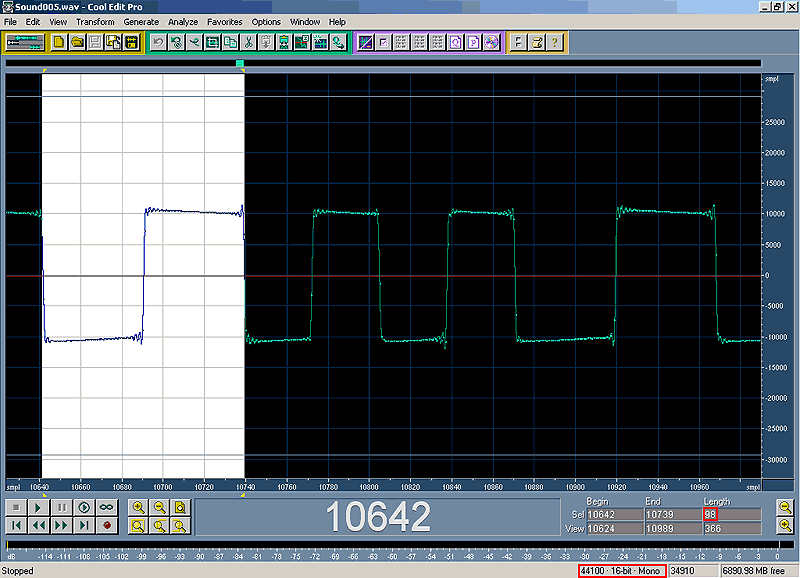 Sound005.wav - Cool Edit Pro
File Edit View Transform Generate Analyze Favorites Options Window Help
smpl
25000
20000
15000
10000
5000
0
-5000
-10000
-15000
-20000
-25000
-30000
smpl 10640 10660 10680 10700 10720 10740 10760 10780 10800 10820 10840 10860 10880 10900 10920 10940 10960 smpl
10642
Begin End Length
Sel 10642 10739 98
View 10624 10989 366
dB -114 -111 -108 -105 -102 -99 -96 -93 -90 -87 -84 -81 -78 -75 -72 -69 -66 -63 -60 -57 -54 -51 -48 -45 -42 -39 -36 -33 -30 -27 -24 -21 -18 -15 -12 -9 -6 -3 0
Stopped 44100 · 16-bit · Mono 34910 6890.98 MB free